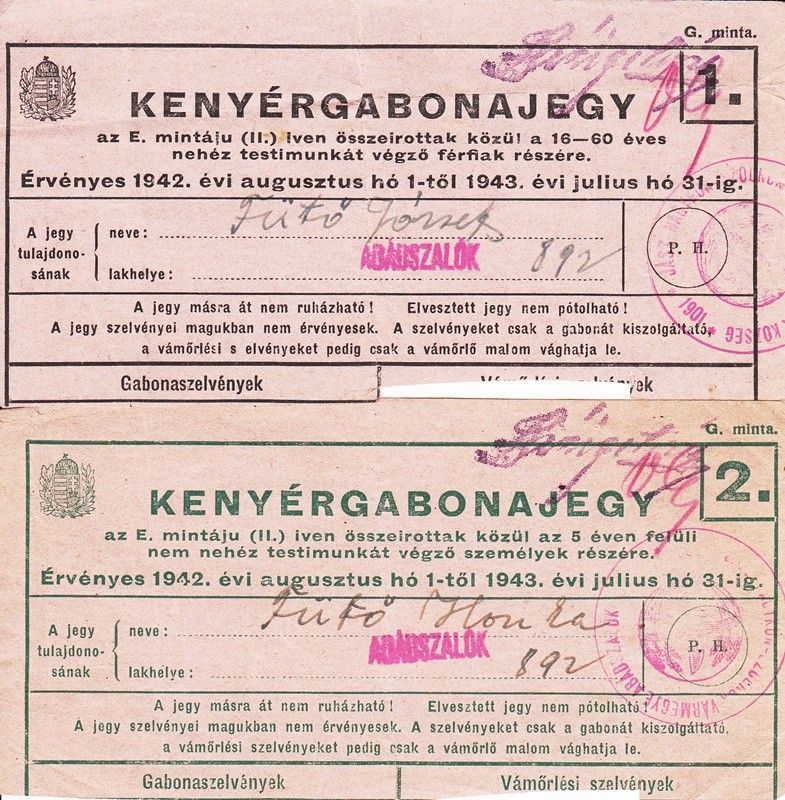 G. minta.
1.
KENYÉRGABONAJEGY
az E. mintáju (II.) iven összeirottak közül a 16—60 éves
nehéz testimunkát végző férfiak részére.
Érvényes 1942. évi augusztus hó 1-től 1943. évi julius hó 31-ig.
A jegy tulajdonosának
neve: Fütő József
ABÁDSZALÓK
lakhelye: 892
P. H.
A jegy másra át nem ruházható! Elvesztett jegy nem pótolható!
A jegy szelvényei magukban nem érvényesek. A szelvényeket csak a gabonát kiszolgáltató,
a vámőrlési s elvényeket pedig csak a vámőrlő malom vághatja le.
Gabonaszelvények
G. minta.
2.
KENYÉRGABONAJEGY
az E. mintáju (II.) iven összeirottak közül az 5 éven felüli
nem nehéz testimunkát végző személyek részére.
Érvényes 1942. évi augusztus hó 1-től 1943. évi julius hó 31-ig.
A jegy tulajdonosának
neve: Fütő Ilonka
ABÁDSZALÓK
lakhelye: 892
P. H.
A jegy másra át nem ruházható! Elvesztett jegy nem pótolható!
A jegy szelvényei magukban nem érvényesek. A szelvényeket csak a gabonát kiszolgáltató,
a vámőrlési szelvényeket pedig csak a vámőrlő malom vághatja le.
Gabonaszelvények
Vámőrlési szelvények